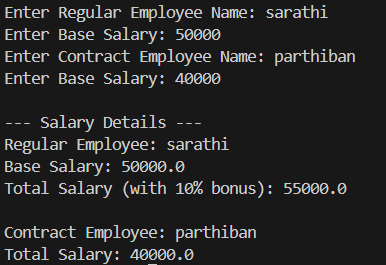 Enter Regular Employee Name: sarathi
Enter Base Salary: 50000
Enter Contract Employee Name: parthiban
Enter Base Salary: 40000
--- Salary Details ---
Regular Employee: sarathi
Base Salary: 50000.0
Total Salary (with 10% bonus): 55000.0
Contract Employee: parthiban
Total Salary: 40000.0